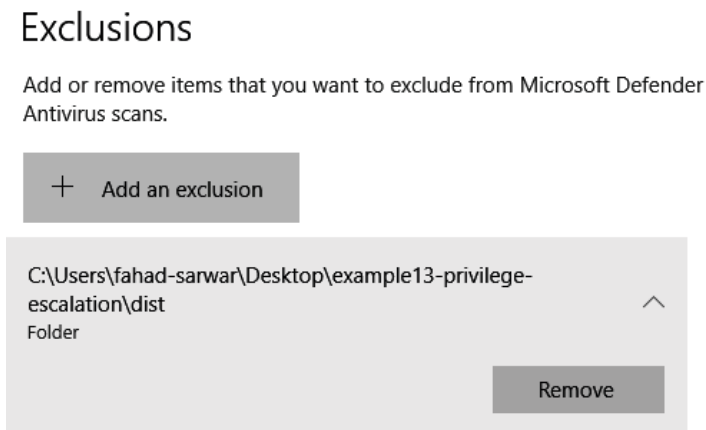 Exclusions
Add or remove items that you want to exclude from Microsoft Defender
Antivirus scans.
Add an exclusion
C:\Users\fahad-sarwar\Desktop\example13-privilege-
escalation\dist
Folder
Remove